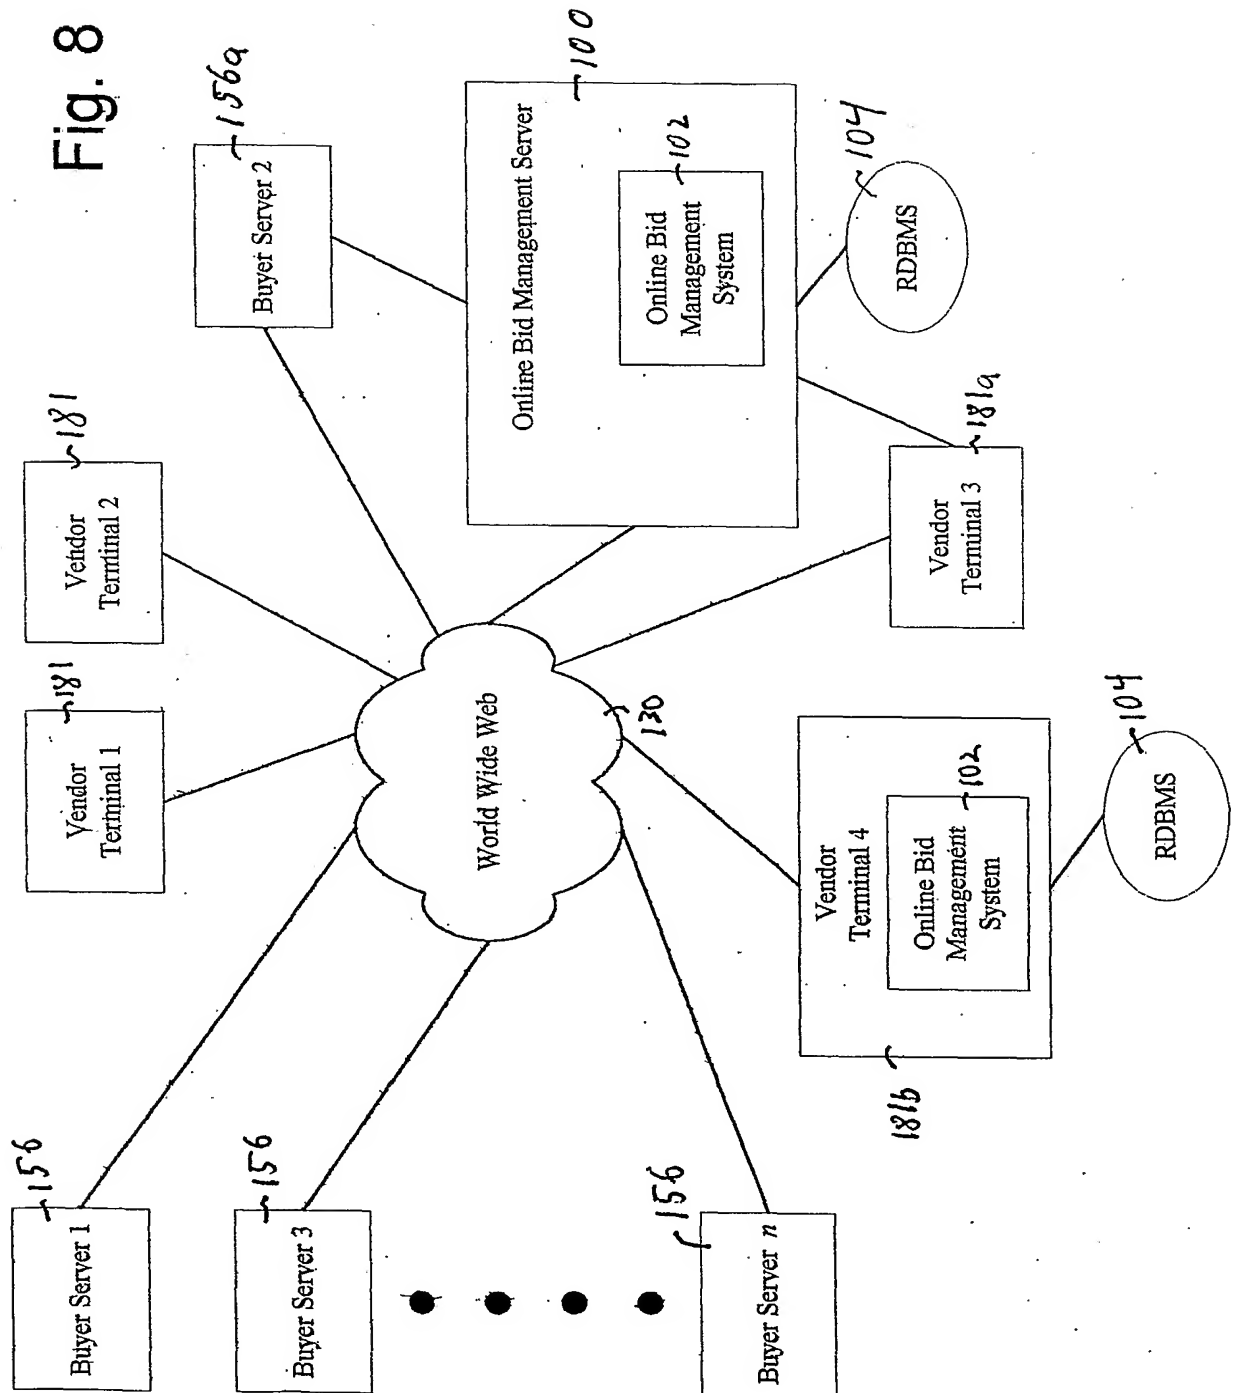 Fig. 8
Buyer Server 1
156
Buyer Server 3
156
Buyer Server n
156
Vendor
Terminal 1
181
Vendor
Terminal 2
181
Buyer Server 2
156a
World Wide Web
130
Online Bid Management Server
100
Online Bid
Management
System
102
RDBMS
104
Vendor
Terminal 3
181a
Vendor
Terminal 4
181b
Online Bid
Management
System
102
RDBMS
104